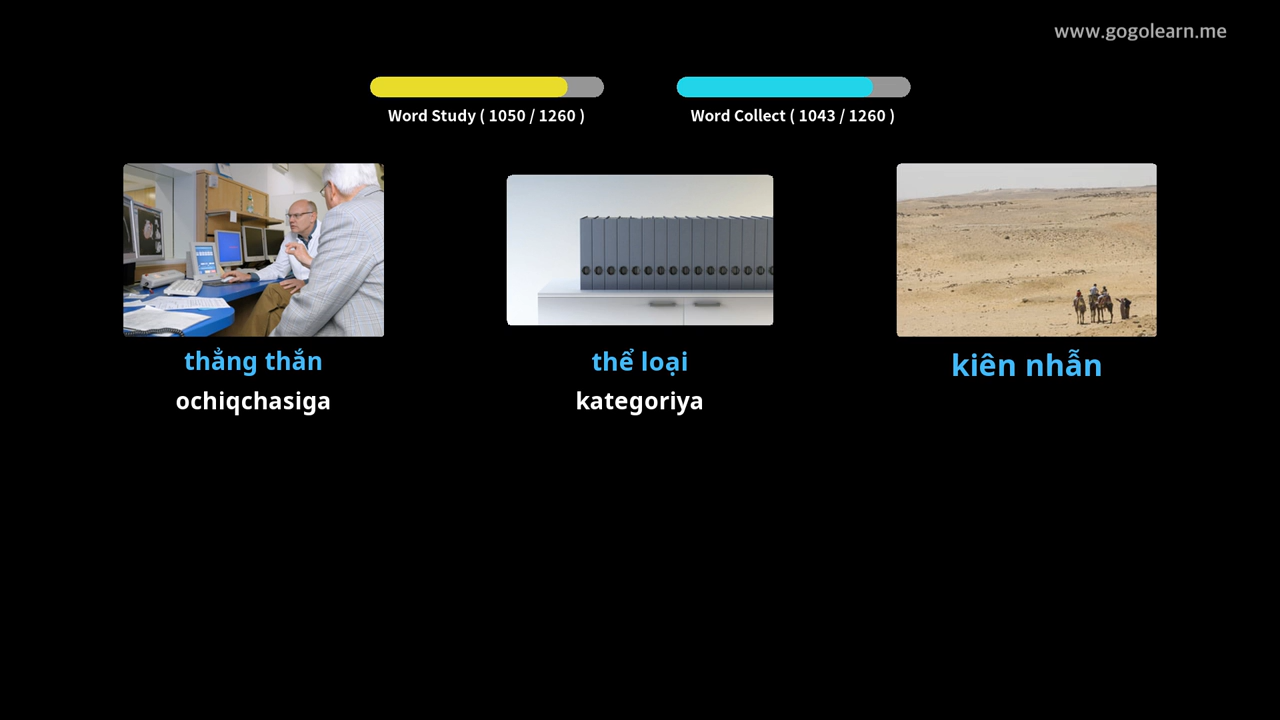 www.gogolearn.me
Word Study ( 1050 / 1260 )
Word Collect ( 1043 / 1260 )
thẳng thắn
ochiqchasiga
thể loại
kategoriya
kiên nhẫn